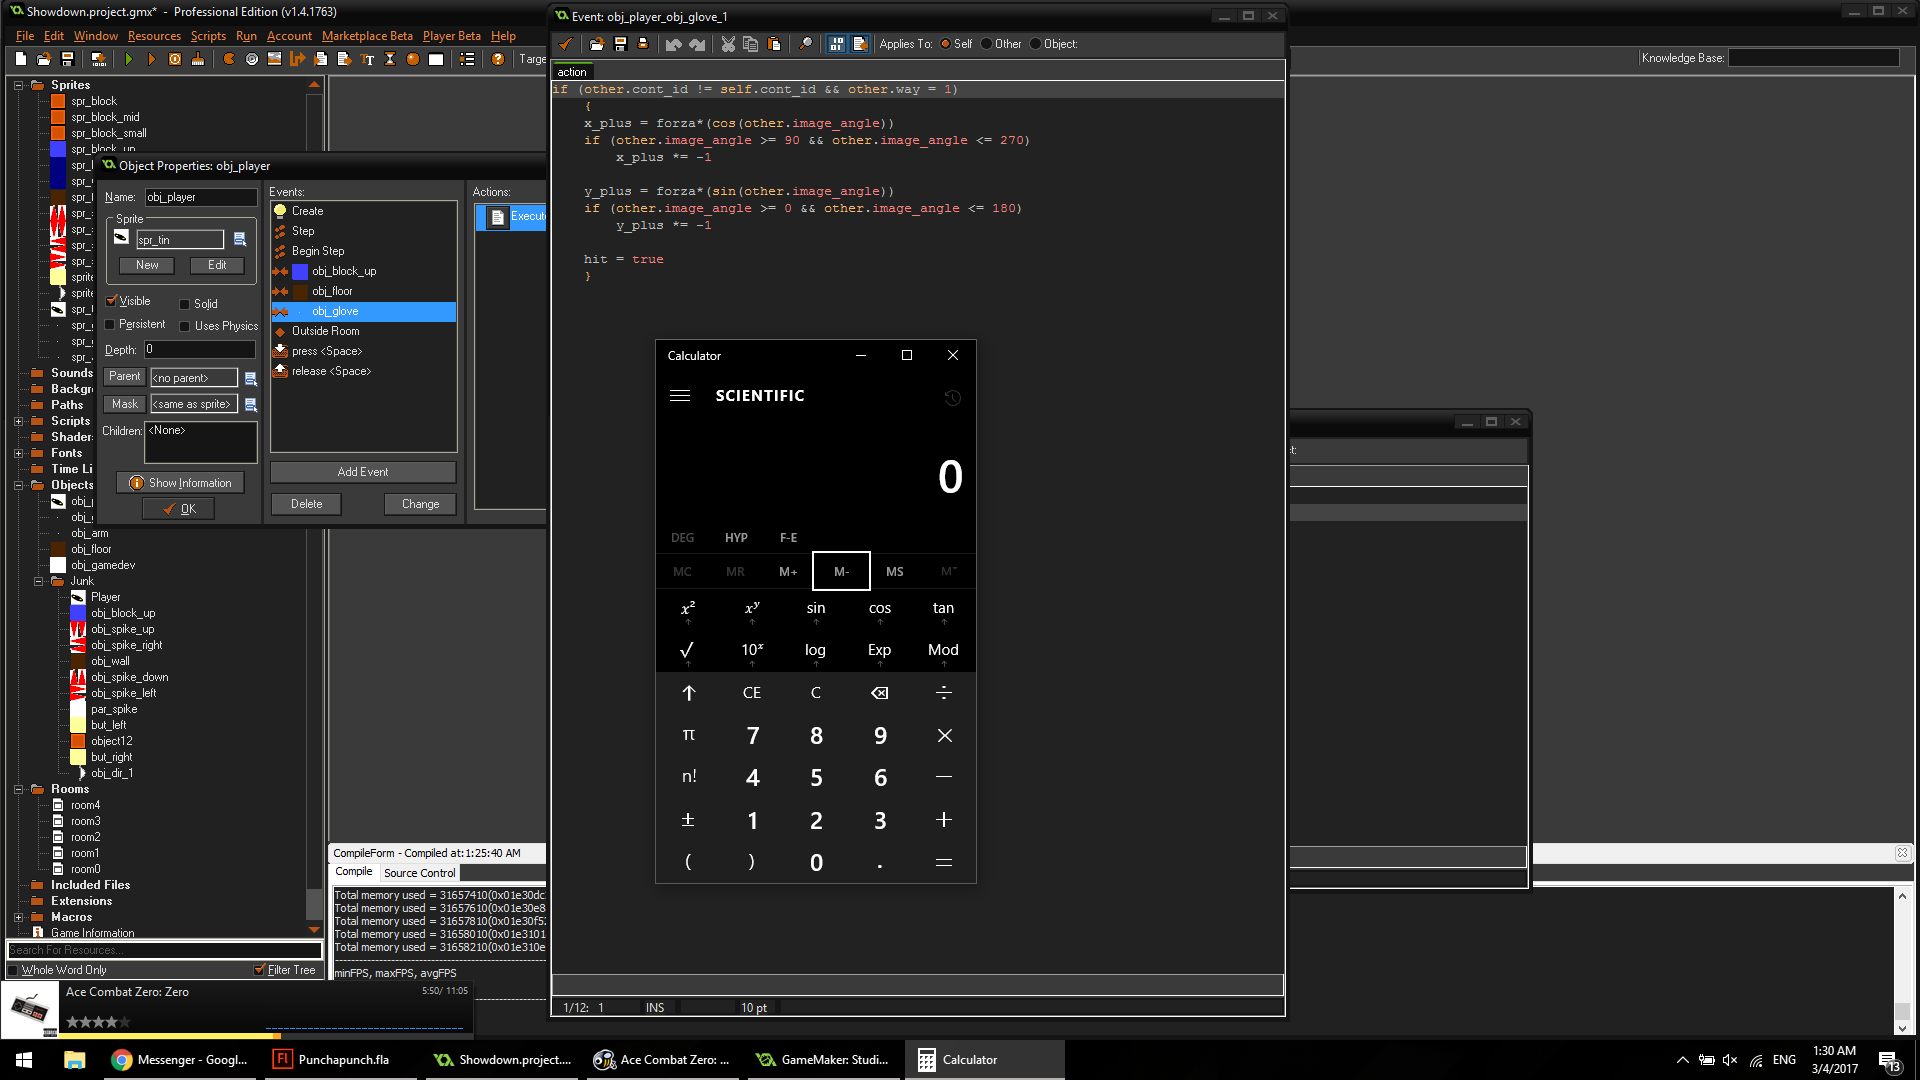 Showdown.project.gmx* - Professional Edition (v1.4.1763)
File Edit Window Resources Scripts Run Account Marketplace Beta Player Beta Help
Knowledge Base:
Sprites
spr_block
spr_block_mid
spr_block_small
spr_block_up
Sounds
Paths
Scripts
Fonts
Objects
obj_arm
obj_floor
obj_gamedev
Junk
Player
obj_block_up
obj_spike_up
obj_spike_right
obj_wall
obj_spike_down
obj_spike_left
par_spike
but_left
object12
but_right
obj_dir_1
Rooms
room4
room3
room2
room1
room0
Included Files
Extensions
Macros
Game Information
Search For Resources...
Whole Word Only Filter Tree
Object Properties: obj_player
Name: obj_player
Sprite
spr_tin
New Edit
Visible Solid
Persistent Uses Physics
Depth: 0
Parent <no parent>
Mask <same as sprite>
Children: <None>
Show Information
OK
Events:
Create
Step
Begin Step
obj_block_up
obj_floor
obj_glove
Outside Room
press <Space>
release <Space>
Add Event
Delete Change
Actions:
Event: obj_player_obj_glove_1
Applies To: Self Other Object:
action
if (other.cont_id != self.cont_id && other.way = 1)
{
x_plus = forza*(cos(other.image_angle))
if (other.image_angle >= 90 && other.image_angle <= 270)
x_plus *= -1
y_plus = forza*(sin(other.image_angle))
if (other.image_angle >= 0 && other.image_angle <= 180)
y_plus *= -1
hit = true
}
1/12: 1 INS 10 pt
Calculator
SCIENTIFIC
0
DEG HYP F-E
MC MR M+ M- MS M˅
x² xʸ sin cos tan
√ 10ˣ log Exp Mod
↑ CE C ⌫ ÷
π 7 8 9 ×
n! 4 5 6 −
± 1 2 3 +
( ) 0 . =
CompileForm - Compiled at:1:25:40 AM
Compile Source Control
Total memory used = 31657410(0x01e30dc
Total memory used = 31657610(0x01e30e8
Total memory used = 31657810(0x01e30f52
Total memory used = 31658010(0x01e3101
Total memory used = 31658210(0x01e310e
minFPS, maxFPS, avgFPS
Ace Combat Zero: Zero 5:50/ 11:05
Messenger - Googl...
Punchapunch.fla
Showdown.project....
Ace Combat Zero: ...
GameMaker: Studi...
Calculator
ENG
1:30 AM
3/4/2017
13